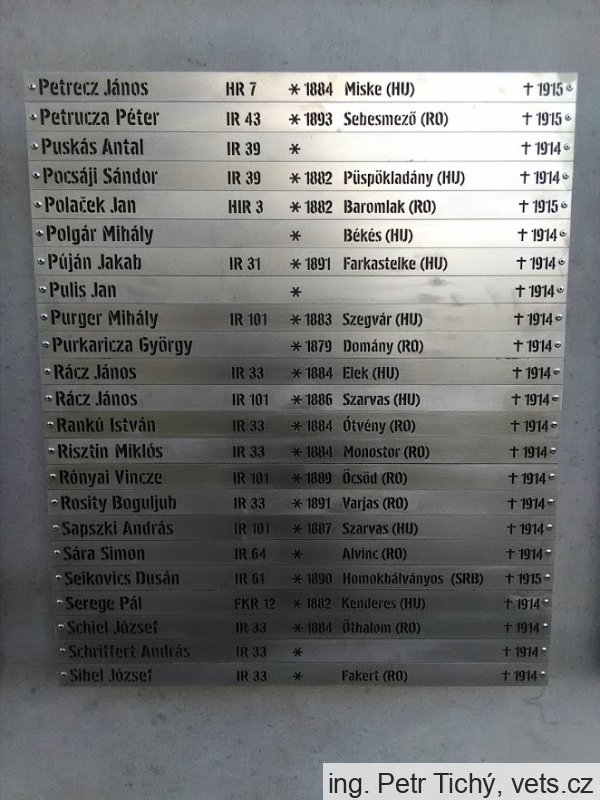 Petrecz János HR 7 * 1884 Miske (HU) † 1915
Petrucza Péter IR 43 * 1893 Sebesmező (RO) † 1915
Puskás Antal IR 39 * † 1914
Pocsáji Sándor IR 39 * 1882 Püspökladány (HU) † 1914
Polaček Jan HIR 3 * 1882 Baromlak (RO) † 1915
Polgár Mihály * Békés (HU) † 1914
Púján Jakab IR 31 * 1891 Farkastelke (HU) † 1914
Pulis Jan * † 1914
Purger Mihály IR 101 * 1883 Szegvár (HU) † 1914
Purkaricza György * 1879 Domány (RO) † 1914
Rácz János IR 33 * 1884 Elek (HU) † 1914
Rácz János IR 101 * 1886 Szarvas (HU) † 1914
Rankú István IR 33 * 1884 Ótvény (RO) † 1914
Risztin Miklós IR 33 * 1884 Monostor (RO) † 1914
Rónyai Vincze IR 101 * 1889 Öcsöd (RO) † 1914
Rosity Boguljub IR 33 * 1891 Varjas (RO) † 1914
Sapszki András IR 101 * 1887 Szarvas (HU) † 1914
Sára Simon IR 64 * Alvinc (RO) † 1914
Seikovics Dusán IR 61 * 1890 Homokbálványos (SRB) † 1915
Serege Pál FKR 12 * 1882 Kenderes (HU) † 1914
Schiel József IR 33 * 1884 Öthalom (RO) † 1914
Schriffert András IR 33 * † 1914
Sibel József IR 33 * Fakert (RO) † 1914
ing. Petr Tichý, vets.cz